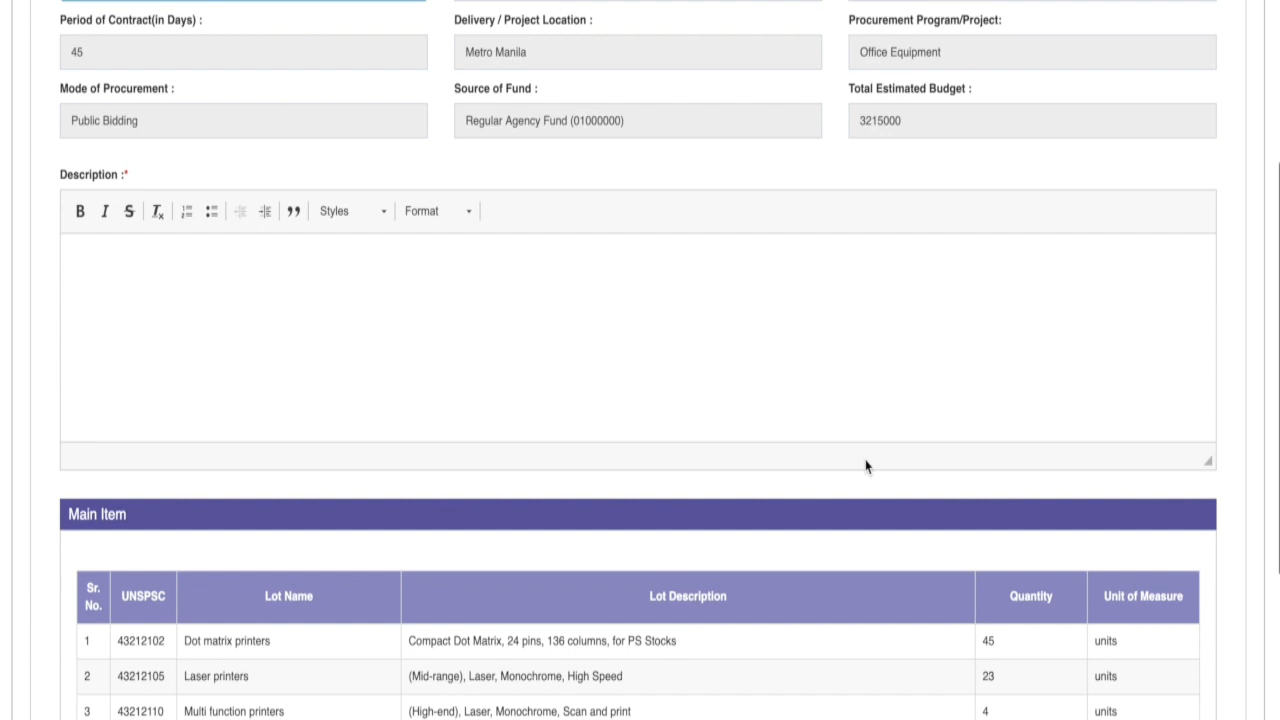 Period of Contract(in Days) : Delivery / Project Location : Procurement Program/Project:
45 Metro Manila Office Equipment
Mode of Procurement : Source of Fund : Total Estimated Budget :
Public Bidding Regular Agency Fund (01000000) 3215000
Description :*
B I S Tx Styles Format
Main Item
Sr. No. UNSPSC Lot Name Lot Description Quantity Unit of Measure
1 43212102 Dot matrix printers Compact Dot Matrix, 24 pins, 136 columns, for PS Stocks 45 units
2 43212105 Laser printers (Mid-range), Laser, Monochrome, High Speed 23 units
3 43212110 Multi function printers (High-end), Laser, Monochrome, Scan and print 4 units